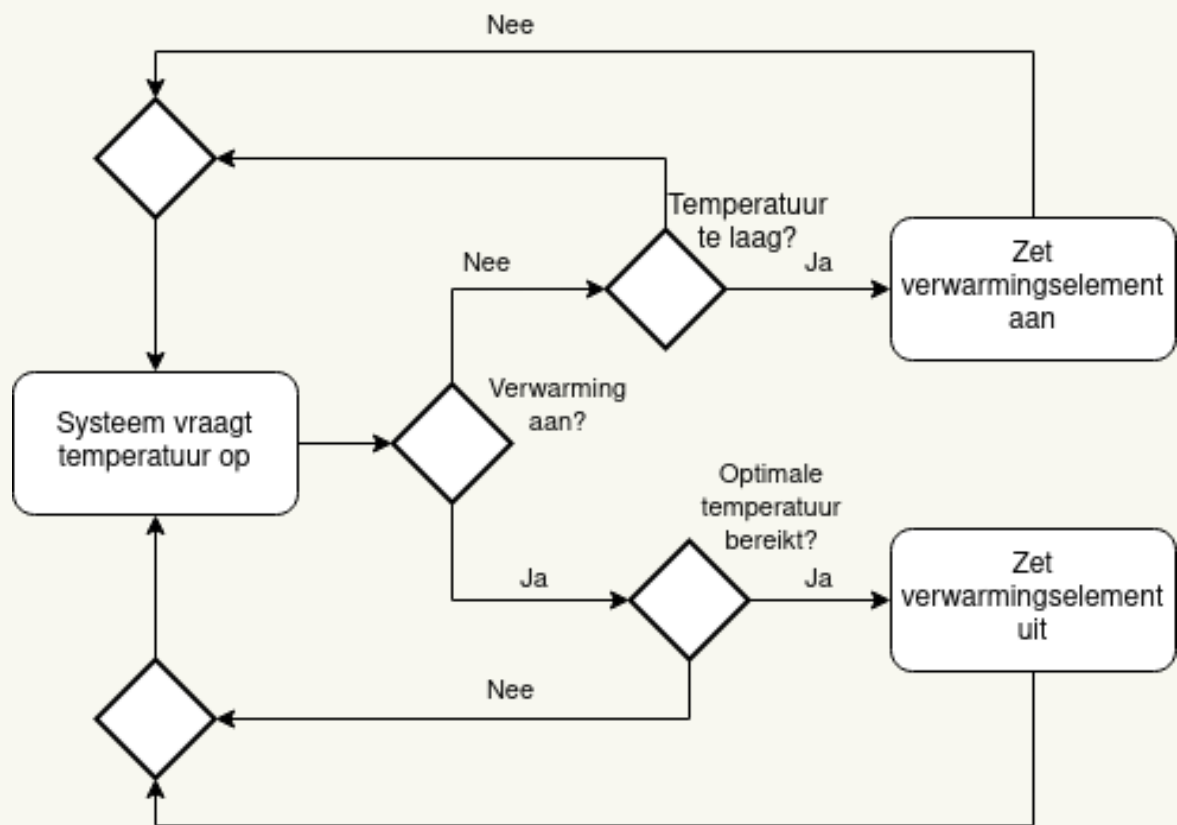 Nee
Temperatuur
te laag?
Nee
Ja
Zet
verwarmingselement
aan
Systeem vraagt
temperatuur op
Verwarming
aan?
Optimale
temperatuur
bereikt?
Ja
Ja
Zet
verwarmingselement
uit
Nee